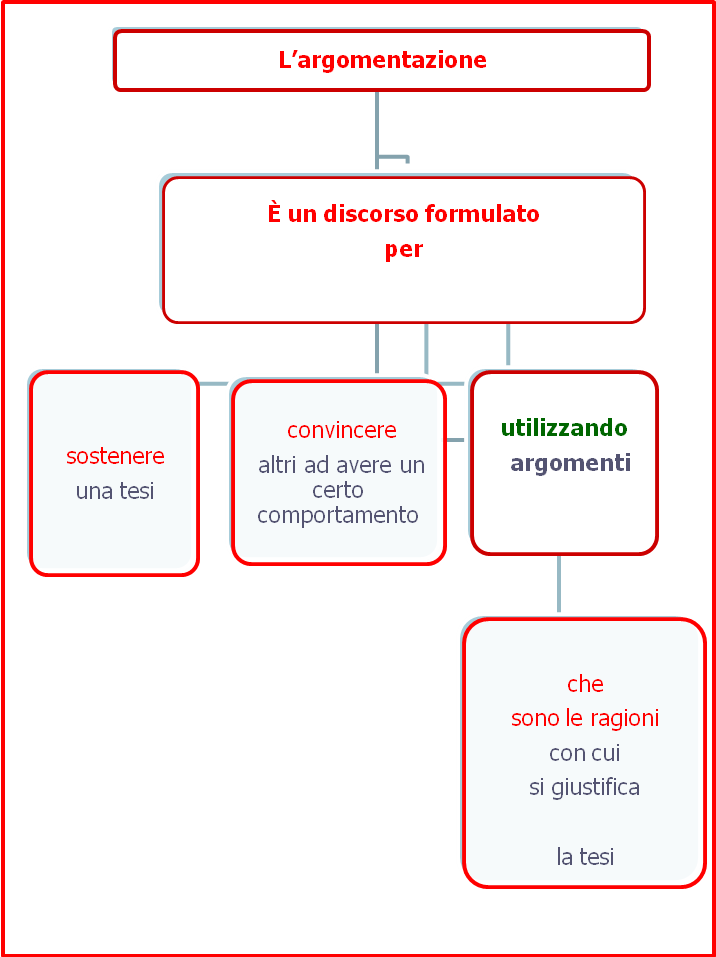 L’argomentazione
È un discorso formulato
per
sostenere
una tesi
convincere
altri ad avere un
certo
comportamento
utilizzando
argomenti
che
sono le ragioni
con cui
si giustifica
la tesi